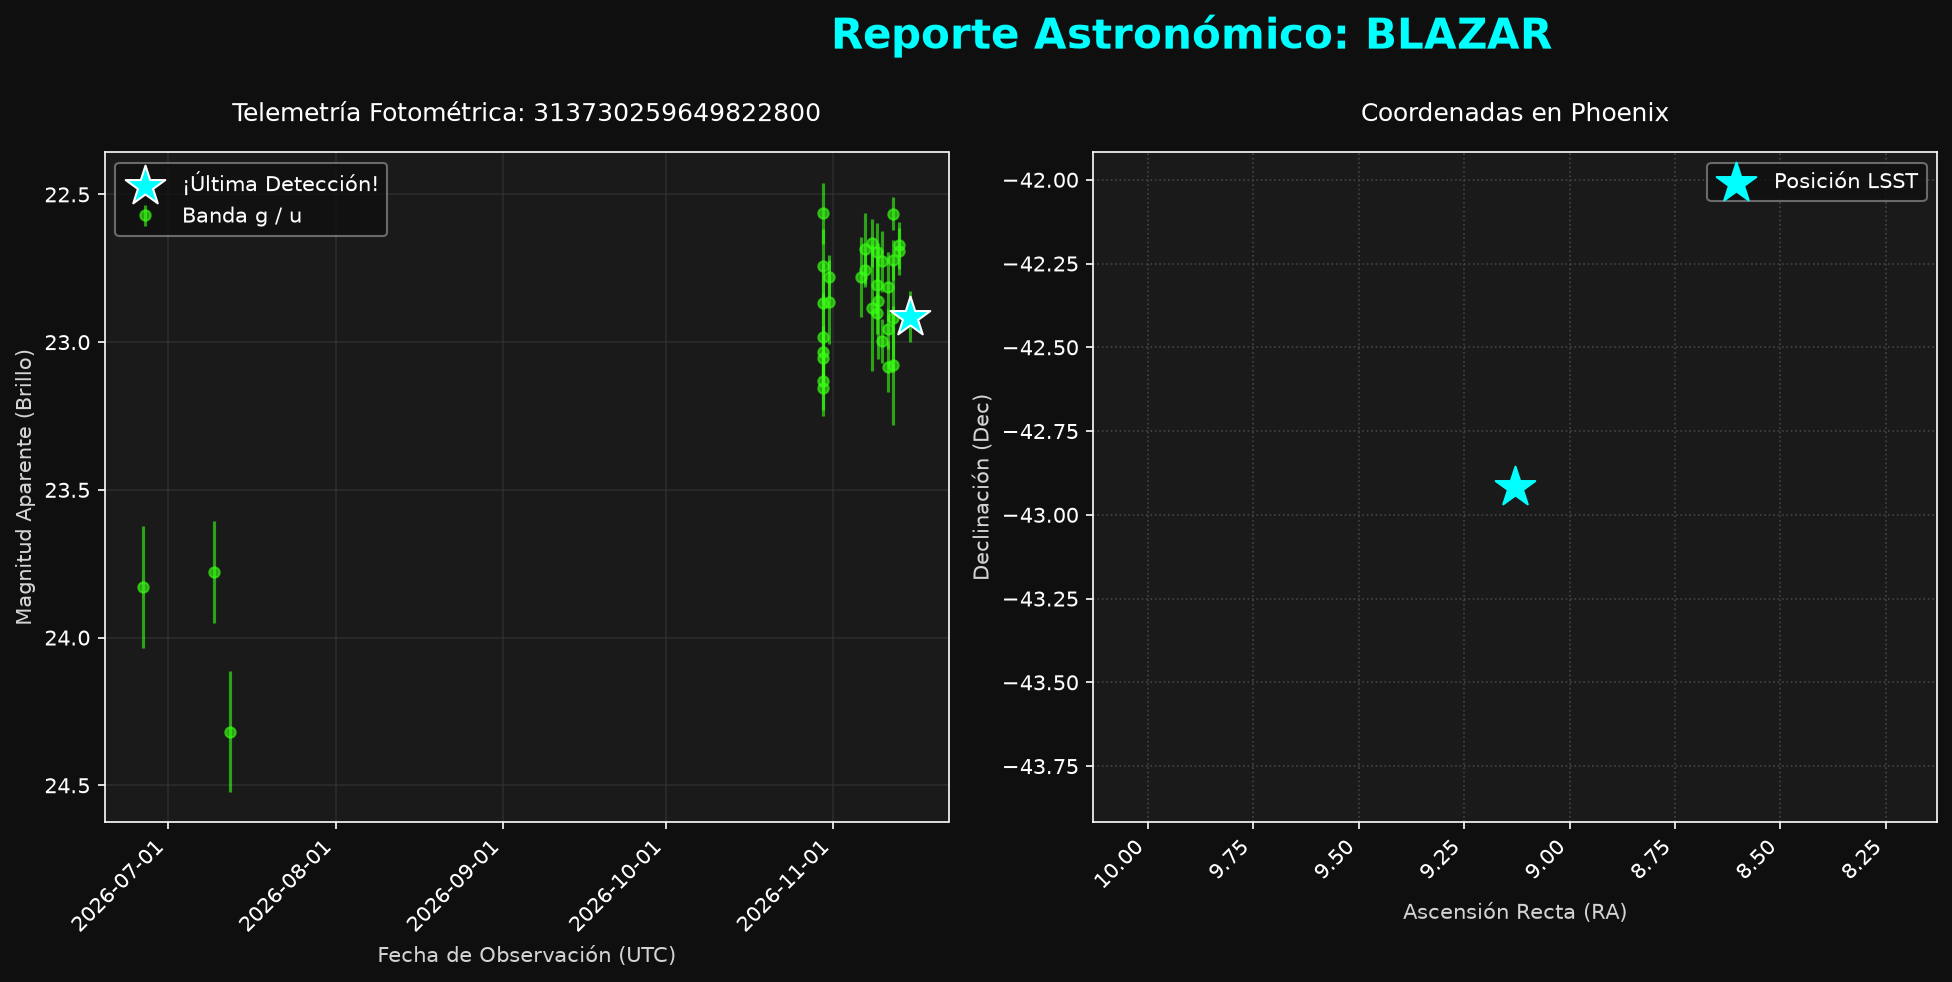 Reporte Astronómico: BLAZAR
Telemetría Fotométrica: 313730259649822800
¡Última Detección!
Banda g / u
Magnitud Aparente (Brillo)
22.5
23.0
23.5
24.0
24.5
2026-07-01
2026-08-01
2026-09-01
2026-10-01
2026-11-01
Fecha de Observación (UTC)
Coordenadas en Phoenix
Posición LSST
Declinación (Dec)
−42.00
−42.25
−42.50
−42.75
−43.00
−43.25
−43.50
−43.75
10.00
9.75
9.50
9.25
9.00
8.75
8.50
8.25
Ascensión Recta (RA)